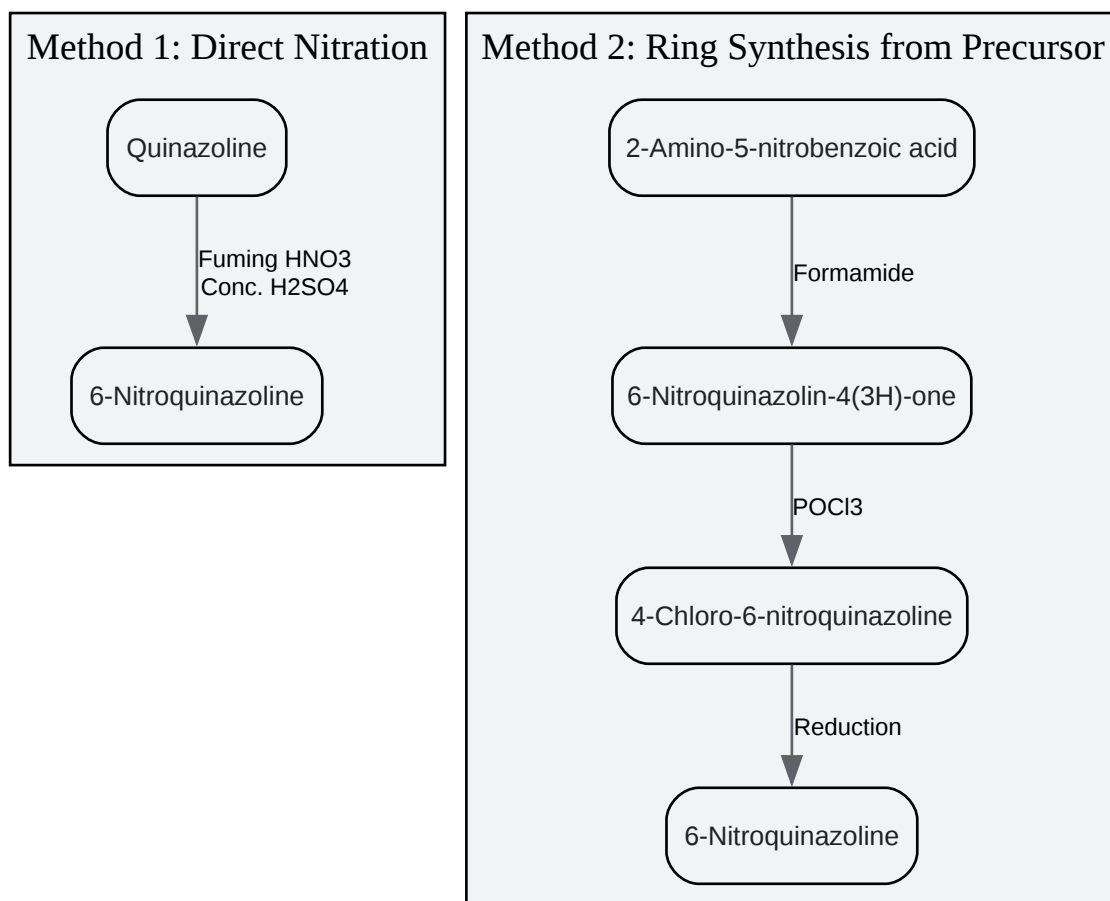 Method 1: Direct Nitration
Quinazoline
Fuming HNO3
Conc. H2SO4
6-Nitroquinazoline
Method 2: Ring Synthesis from Precursor
2-Amino-5-nitrobenzoic acid
Formamide
6-Nitroquinazolin-4(3H)-one
POCl3
4-Chloro-6-nitroquinazoline
Reduction
6-Nitroquinazoline